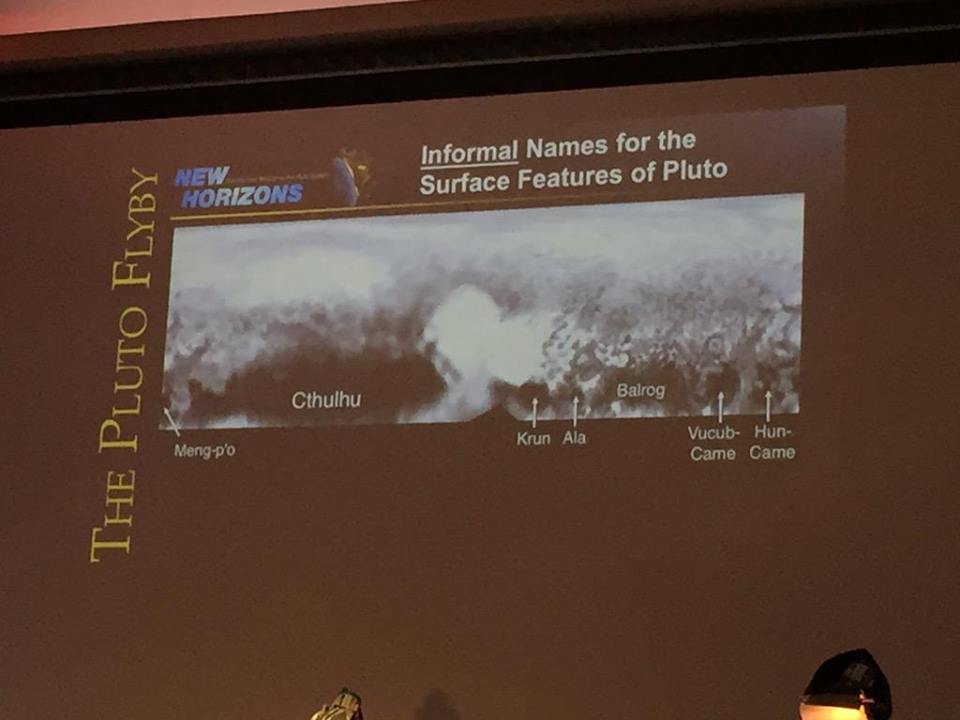 THE PLUTO FLYBY
NEW
HORIZONS
Informal Names for the
Surface Features of Pluto
Cthulhu
Balrog
Meng-p'o
Krun
Ala
Vucub-
Came
Hun-
Came